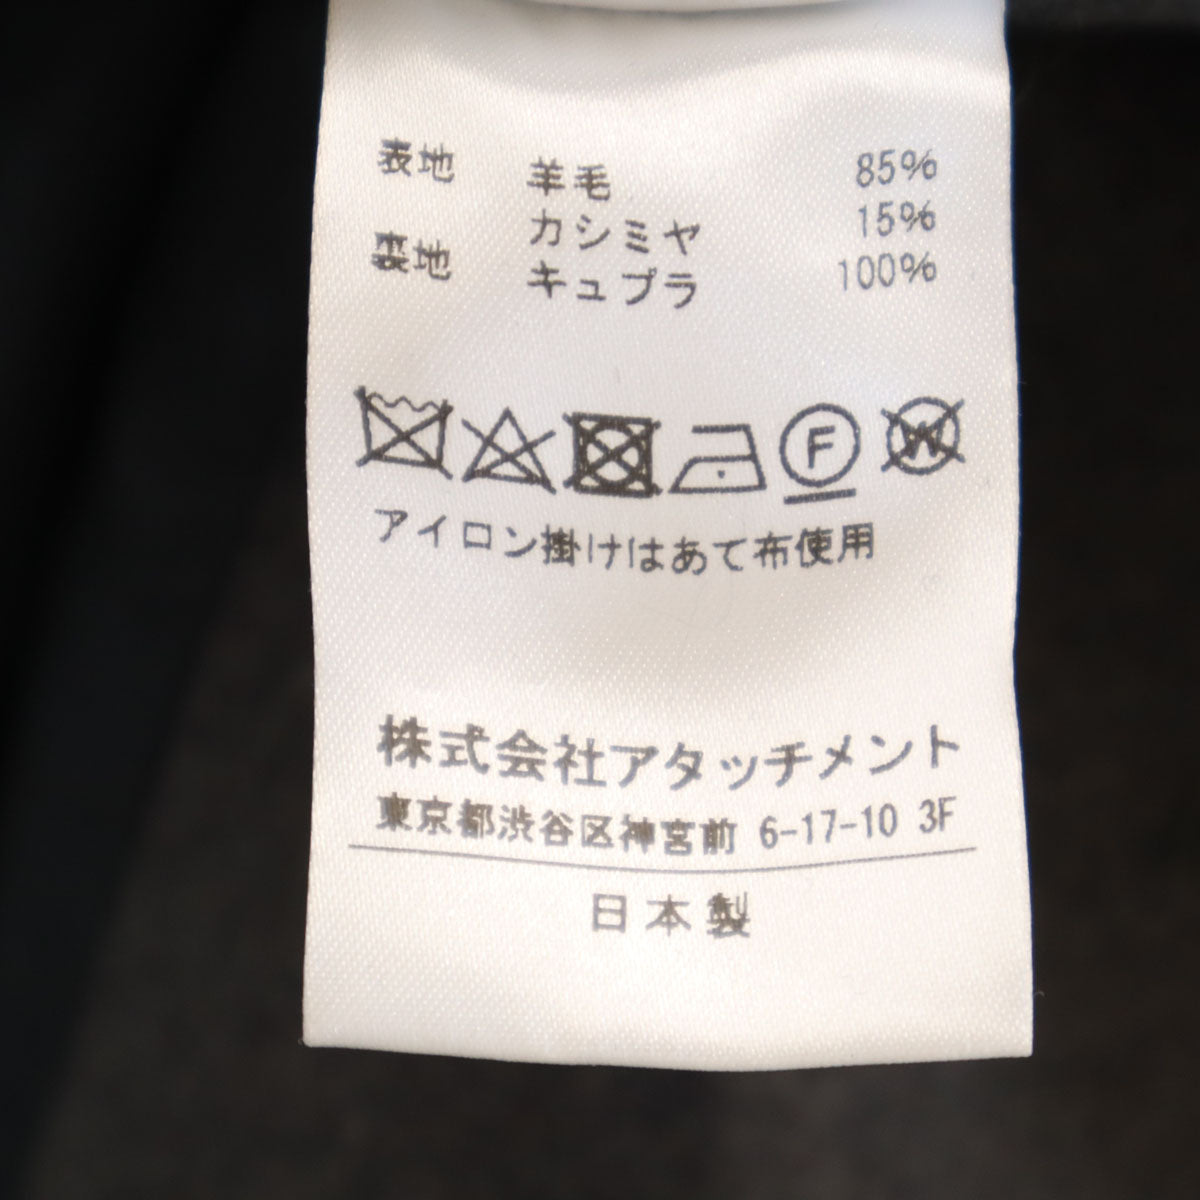 表地 羊毛 85%
カシミヤ 15%
裏地 キュプラ 100%
F W
アイロン掛けはあて布使用
株式会社アタッチメント
東京都渋谷区神宮前 6-17-10 3F
日本製